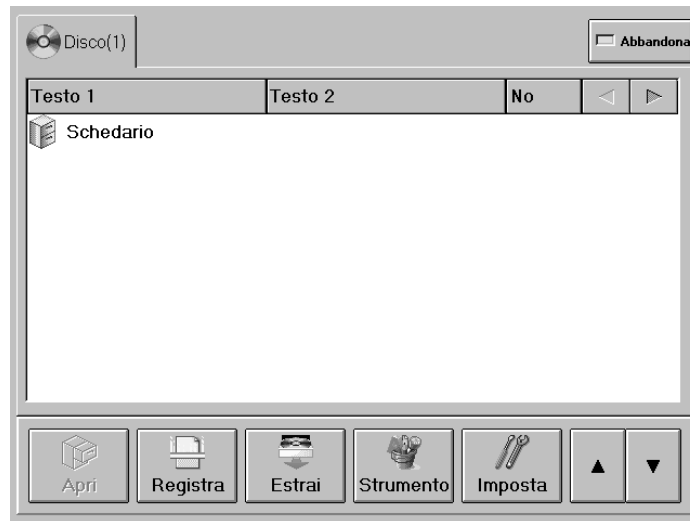 Disco(1)
Abbandona
Testo 1 Testo 2 No
Schedario
Apri Registra Estrai Strumento Imposta